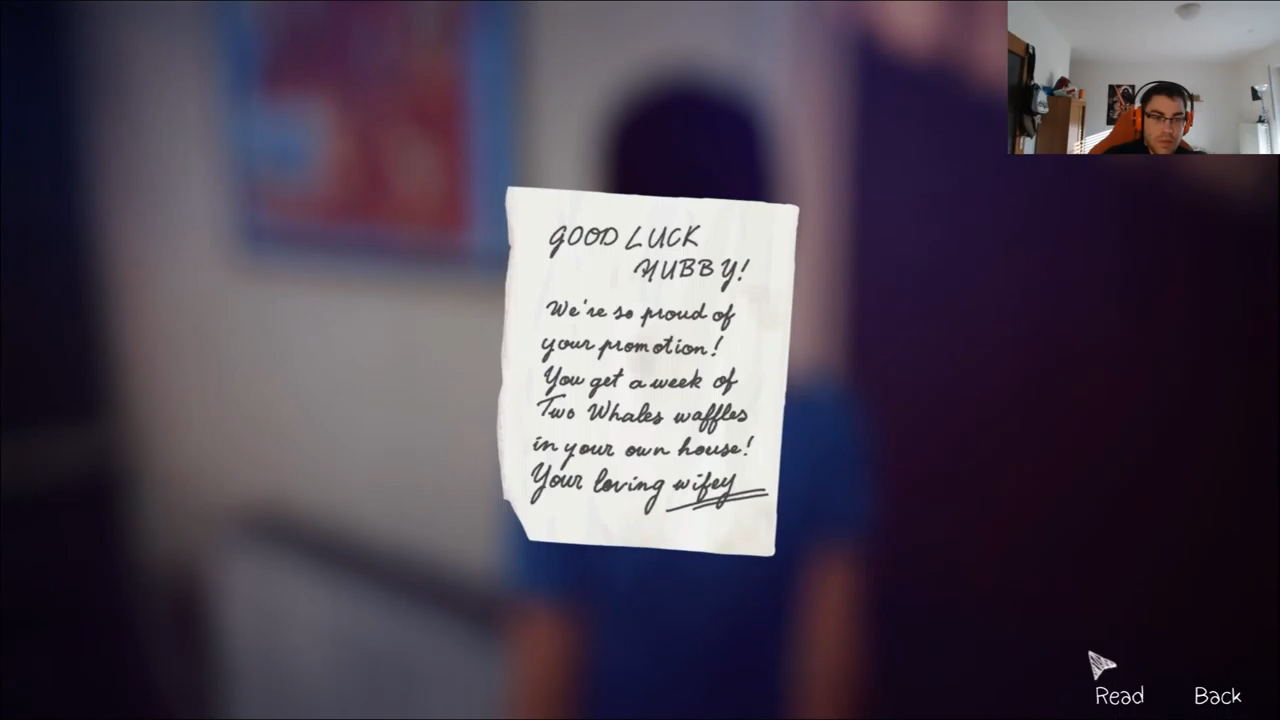 GOOD LUCK
HUBBY!
We're so proud of
your promotion!
You get a week of
Two Whales waffles
in your own house!
Your loving wifey
Read
Back